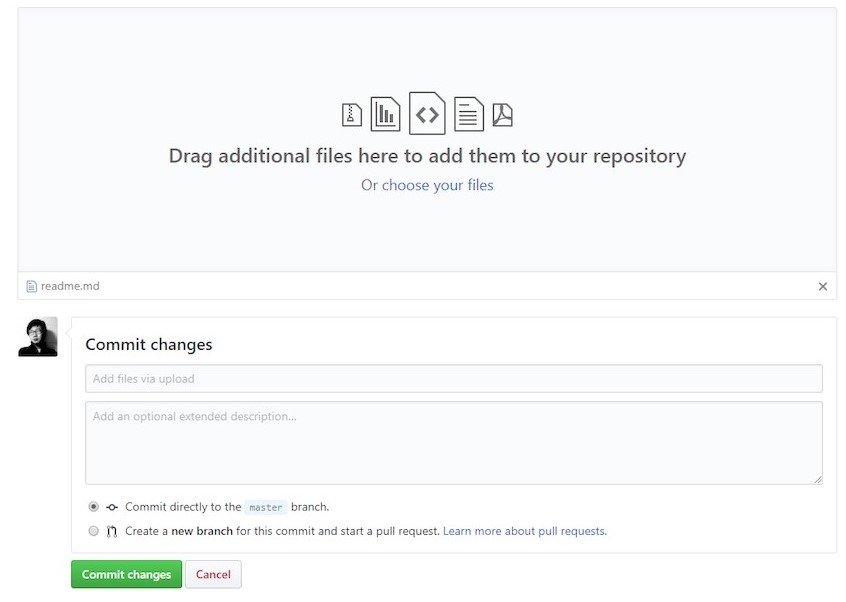 Drag additional files here to add them to your repository
Or choose your files
readme.md
Commit changes
Add files via upload
Add an optional extended description...
Commit directly to the master branch.
Create a new branch for this commit and start a pull request. Learn more about pull requests.
Commit changes Cancel